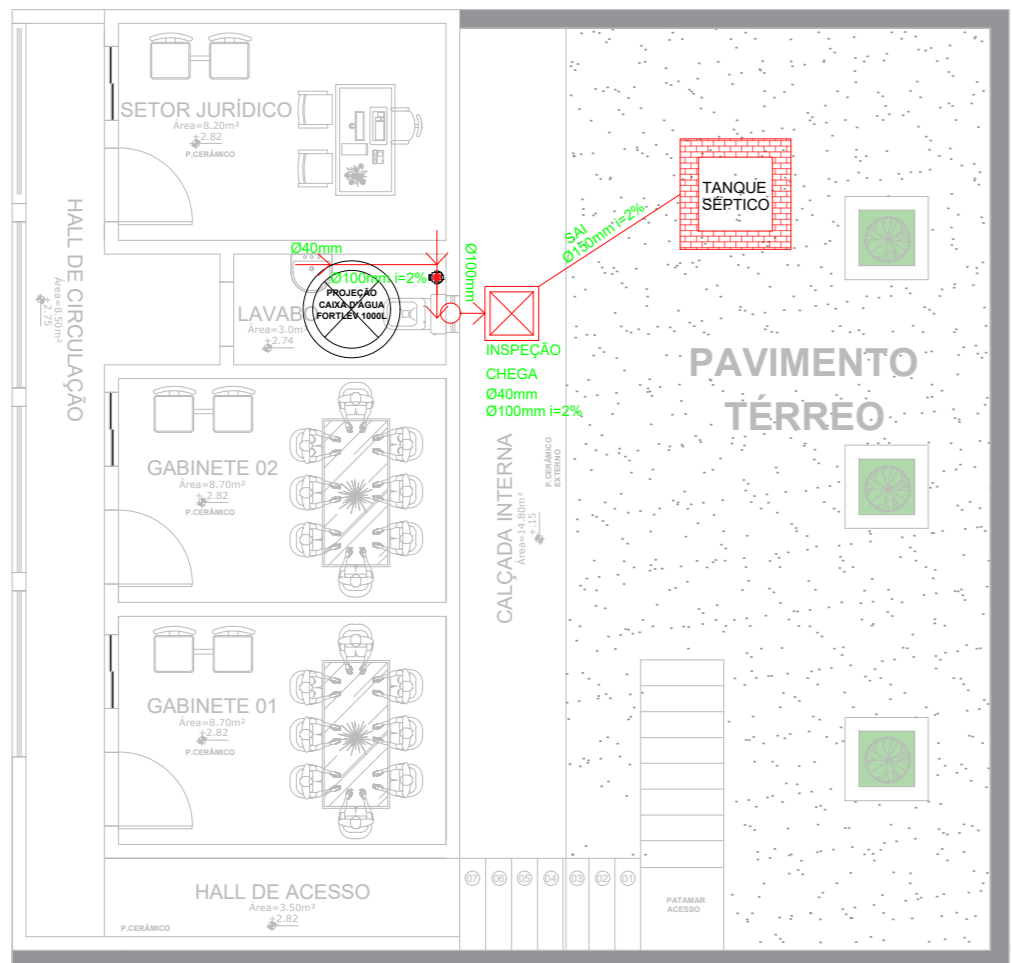 SETOR JURÍDICO
Área=8.20m²
+2.82
P.CERÂMICO
HALL DE CIRCULAÇÃO
Área=8.50m²
+2.75
Ø40mm
Ø100mm i=2%
Ø100mm
PROJEÇÃO
CAIXA D'ÁGUA
FORTLEV 1000L
LAVABO
Área=3.0m
+2.74
SAI
Ø150mm i=2%
TANQUE
SÉPTICO
INSPEÇÃO
CHEGA
Ø40mm
Ø100mm i=2%
PAVIMENTO
TÉRREO
GABINETE 02
Área=8.70m²
+2.82
P.CERÂMICO
CALÇADA INTERNA
Área=14.80m²
+.15
P.CERÂMICO
EXTERNO
GABINETE 01
Área=8.70m²
+2.82
P.CERÂMICO
HALL DE ACESSO
Área=3.50m²
+2.82
P.CERÂMICO
07 06 05 04 03 02 01
PATAMAR
ACESSO